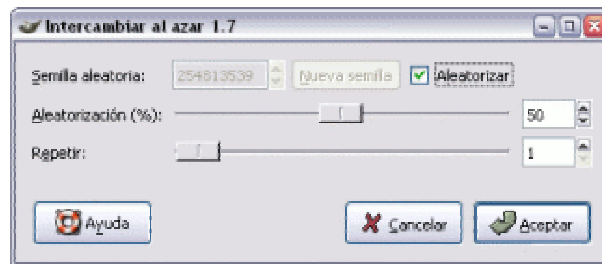 Intercambiar al azar 1.7
Semilla aleatoria: 254813539 Nueva semilla Aleatorizar
Aleatorización (%): 50
Repetir: 1
Ayuda Cancelar Aceptar